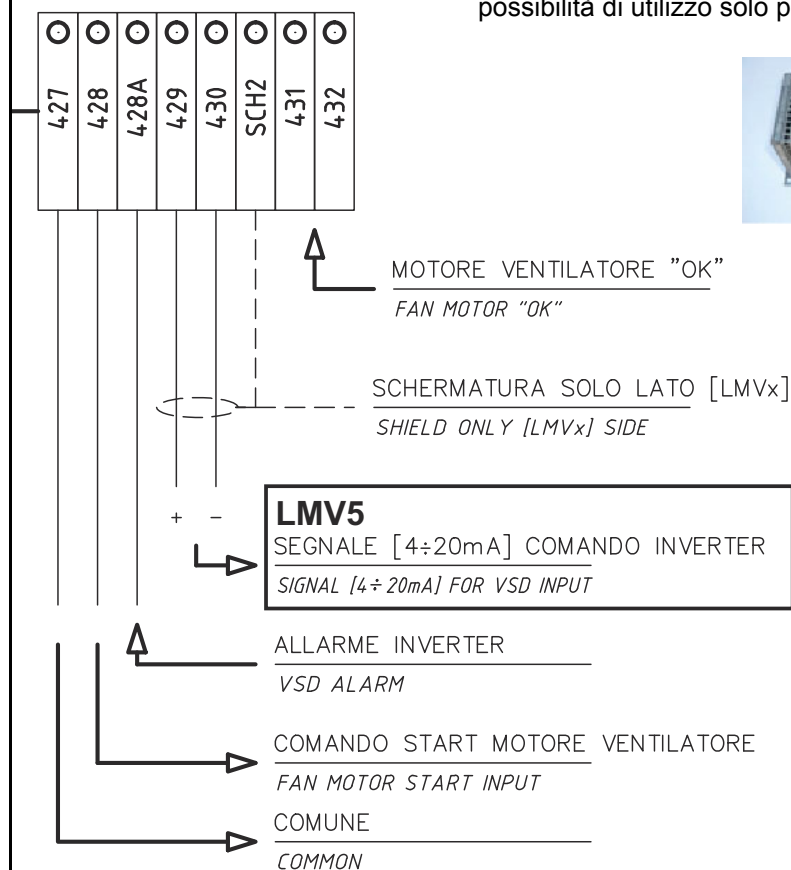 possibilità di utilizzo solo p
427 428 428A 429 430 SCH2 431 432
MOTORE VENTILATORE "OK"
FAN MOTOR "OK"
SCHERMATURA SOLO LATO [LMVx]
SHIELD ONLY [LMVx] SIDE
+ −
LMV5
SEGNALE [4÷20mA] COMANDO INVERTER
SIGNAL [4÷20mA] FOR VSD INPUT
ALLARME INVERTER
VSD ALARM
COMANDO START MOTORE VENTILATORE
FAN MOTOR START INPUT
COMUNE
COMMON